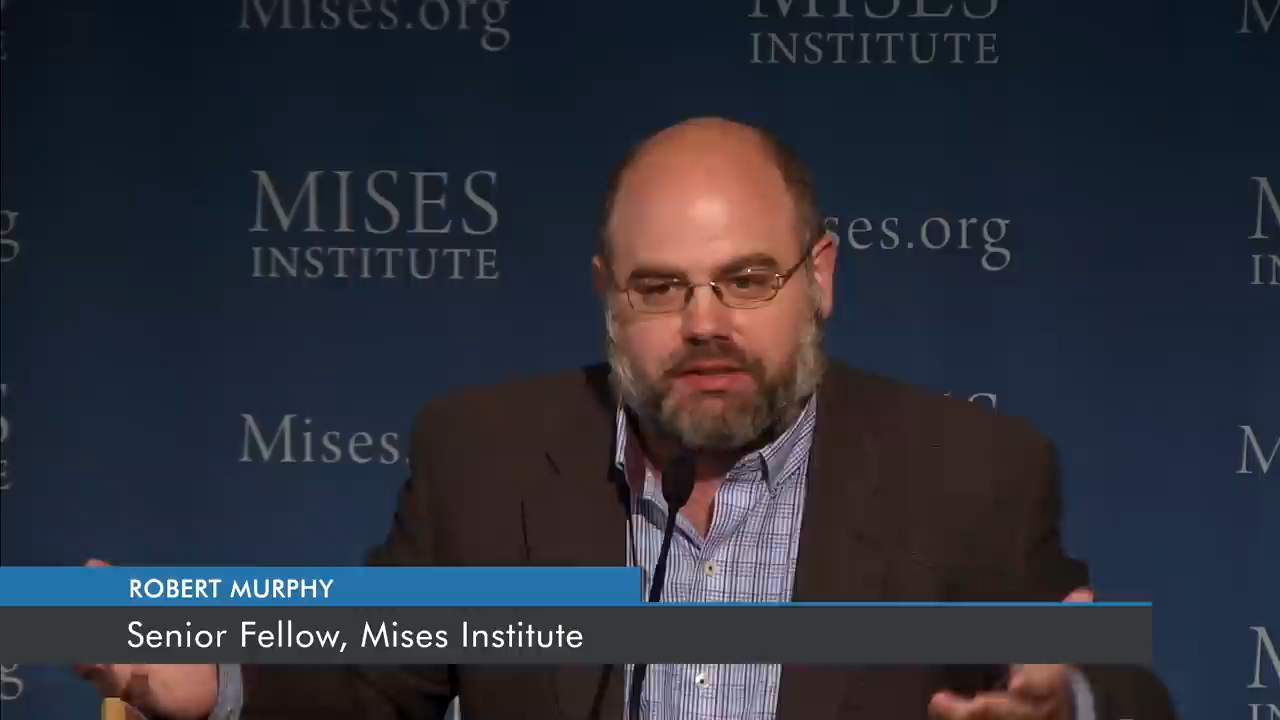 Mises.org
MISES
INSTITUTE
MISES
INSTITUTE
ses.org
Mises.
ROBERT MURPHY
Senior Fellow, Mises Institute